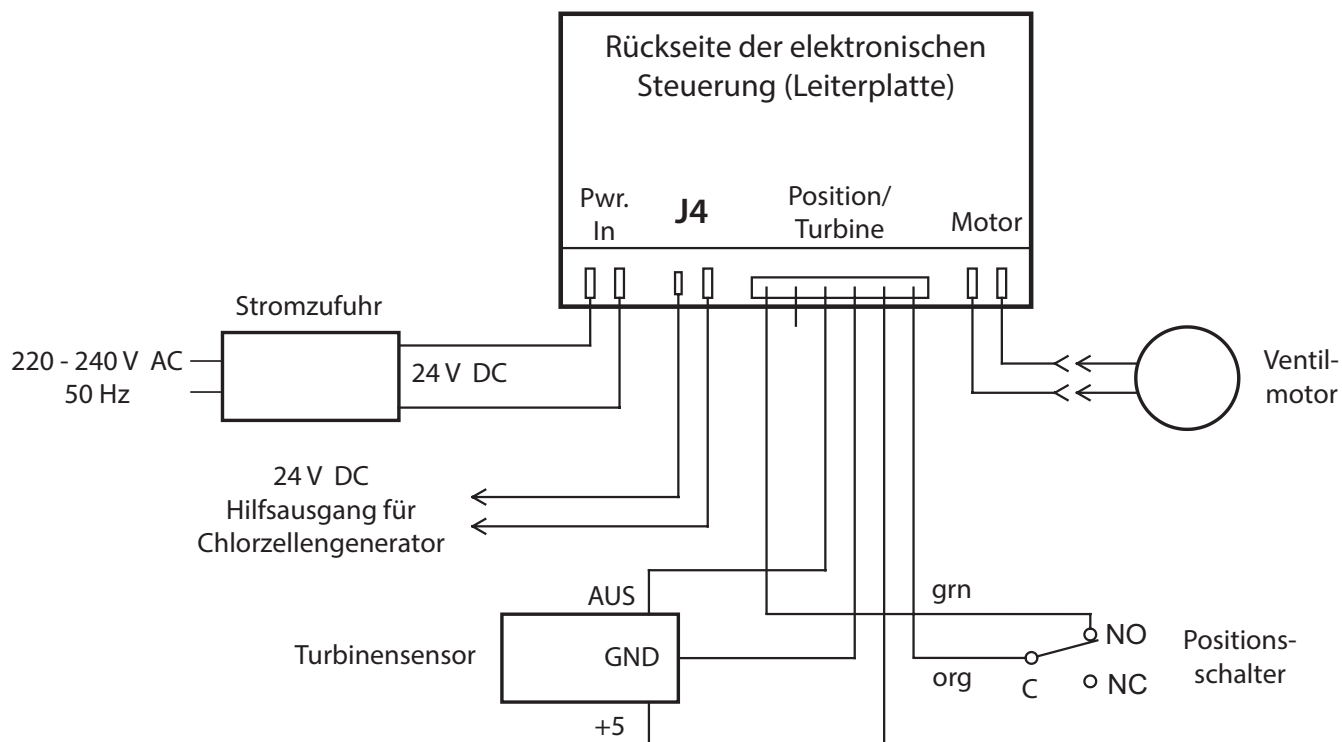 Rückseite der elektronischen
Steuerung (Leiterplatte)
Pwr.
In
J4
Position/
Turbine
Motor
Stromzufuhr
220 - 240 V AC
50 Hz
24 V DC
Ventil-
motor
24 V DC
Hilfsausgang für
Chlorzellengenerator
AUS
Turbinensensor
GND
+5
grn
org
C
NO
NC
Positions-
schalter